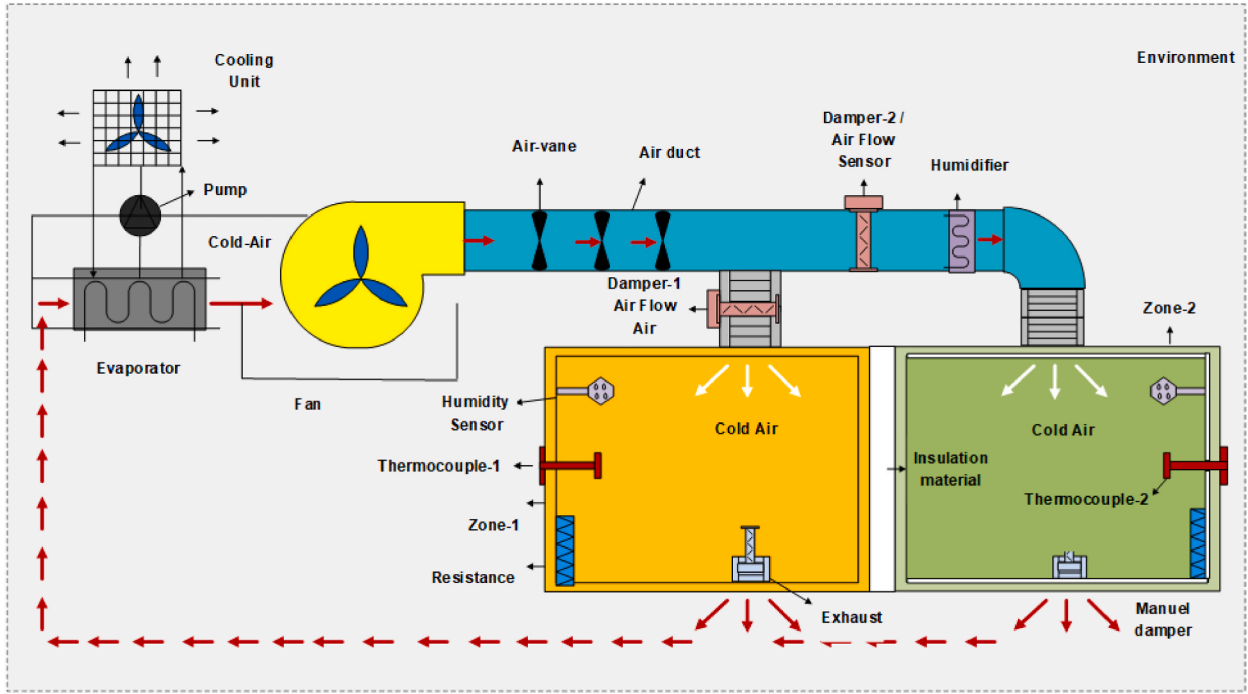 Cooling
Unit
Environment
Damper-2 /
Air Flow
Sensor
Air-vane
Air duct
Humidifier
Pump
Cold-Air
Damper-1
Air Flow
Air
Zone-2
Evaporator
Fan
Humidity
Sensor
Cold Air
Cold Air
Thermocouple-1
Insulation
material
Thermocouple-2
Zone-1
Resistance
Exhaust
Manuel
damper